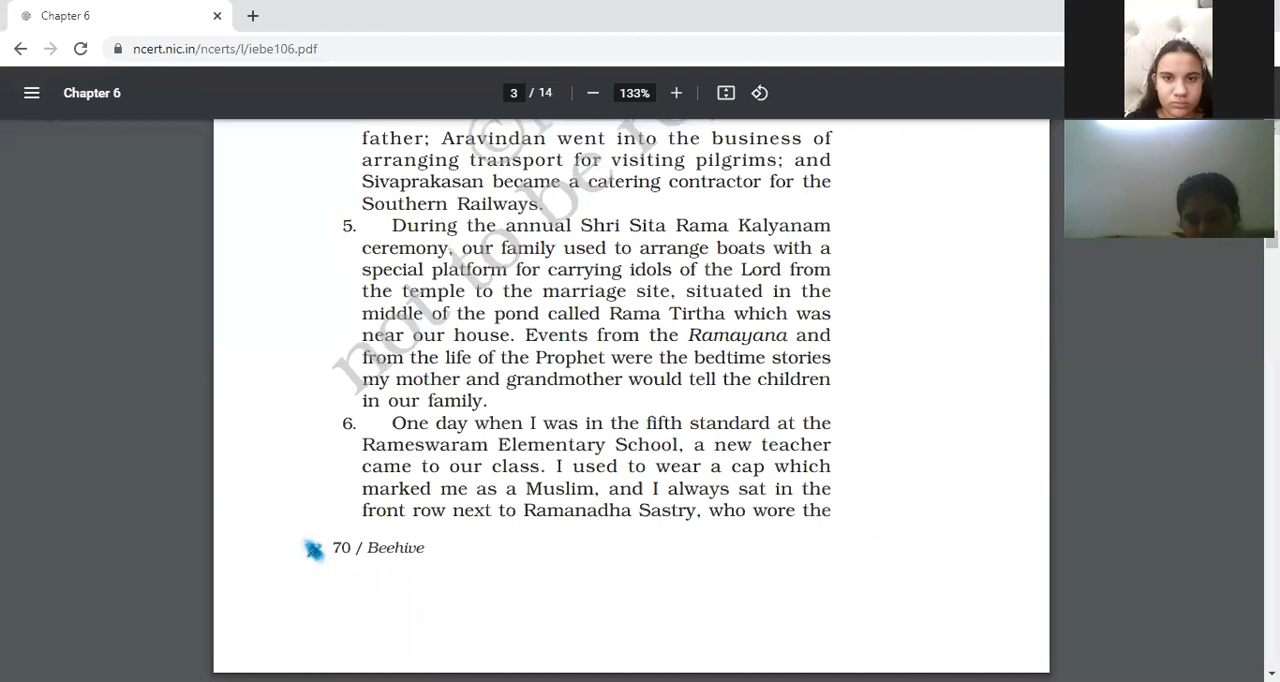 Chapter 6
ncert.nic.in/ncerts/l/iebe106.pdf
Chapter 6
3 / 14
133%
father; Aravindan went into the business of
arranging transport for visiting pilgrims; and
Sivaprakasan became a catering contractor for the
Southern Railways.
5. During the annual Shri Sita Rama Kalyanam
ceremony, our family used to arrange boats with a
special platform for carrying idols of the Lord from
the temple to the marriage site, situated in the
middle of the pond called Rama Tirtha which was
near our house. Events from the Ramayana and
from the life of the Prophet were the bedtime stories
my mother and grandmother would tell the children
in our family.
6. One day when I was in the fifth standard at the
Rameswaram Elementary School, a new teacher
came to our class. I used to wear a cap which
marked me as a Muslim, and I always sat in the
front row next to Ramanadha Sastry, who wore the
70 / Beehive
not to be re